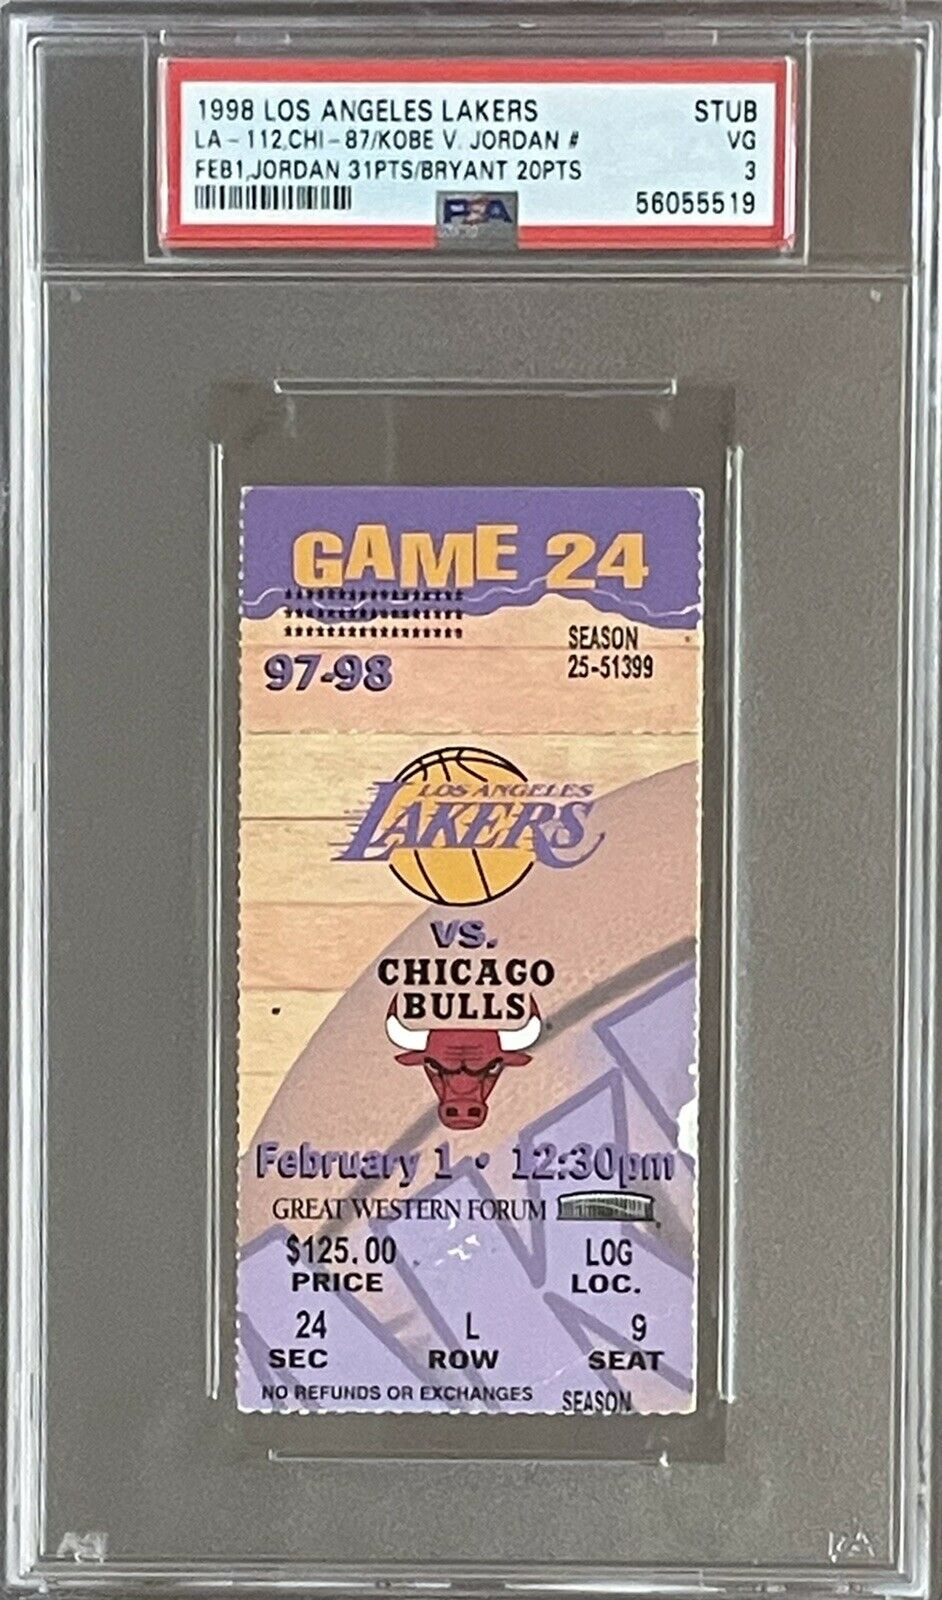 1998 LOS ANGELES LAKERS STUB
LA-112,CHI-87/KOBE V. JORDAN # VG
FEB1,JORDAN 31PTS/BRYANT 20PTS 3
PSA 56055519
GAME 24
97-98
SEASON
25-51399
LOS ANGELES
LAKERS
VS.
CHICAGO
BULLS
February 1 • 12:30pm
GREAT WESTERN FORUM
$125.00 LOG
PRICE LOC.
24 L 9
SEC ROW SEAT
NO REFUNDS OR EXCHANGES SEASON